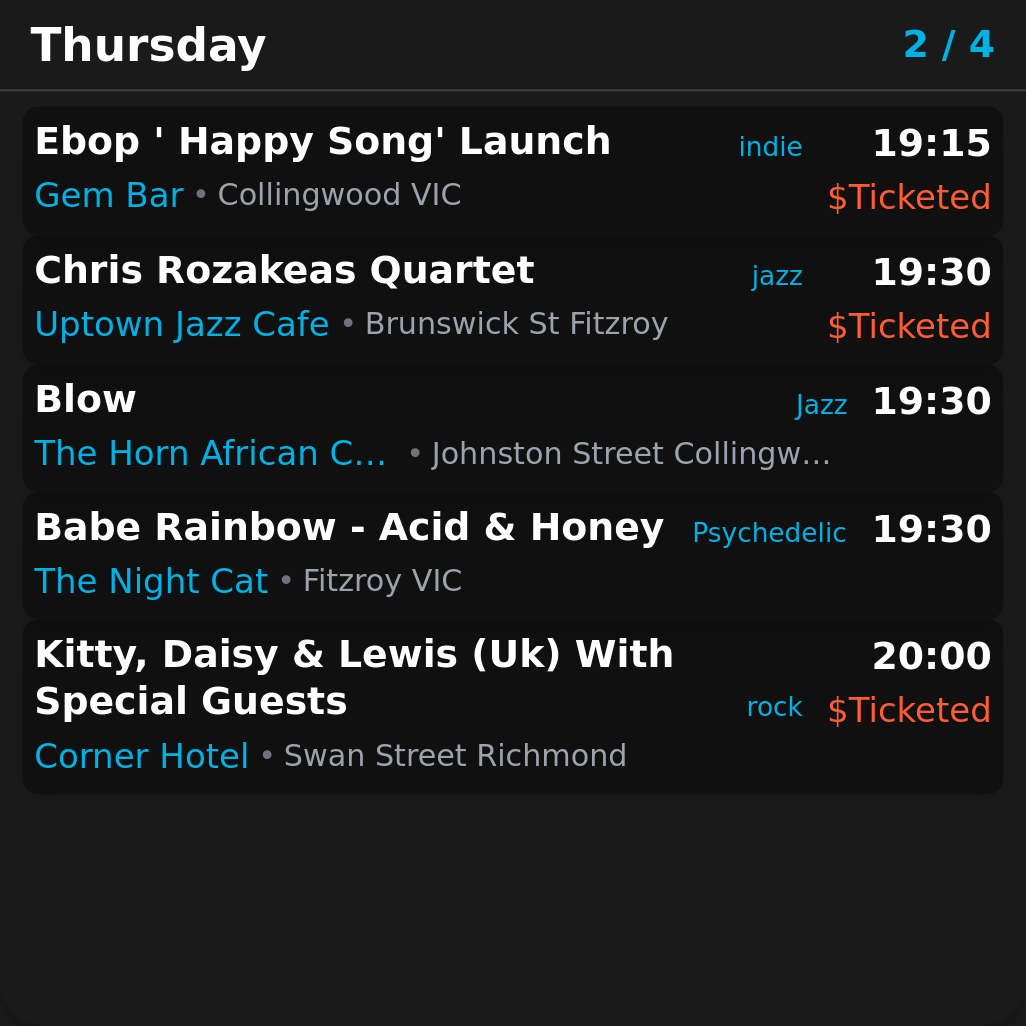 Thursday 2 / 4
Ebop ' Happy Song' Launch indie 19:15
Gem Bar • Collingwood VIC $Ticketed
Chris Rozakeas Quartet jazz 19:30
Uptown Jazz Cafe • Brunswick St Fitzroy $Ticketed
Blow Jazz 19:30
The Horn African C... • Johnston Street Collingw...
Babe Rainbow - Acid & Honey Psychedelic 19:30
The Night Cat • Fitzroy VIC
Kitty, Daisy & Lewis (Uk) With 20:00
Special Guests rock $Ticketed
Corner Hotel • Swan Street Richmond